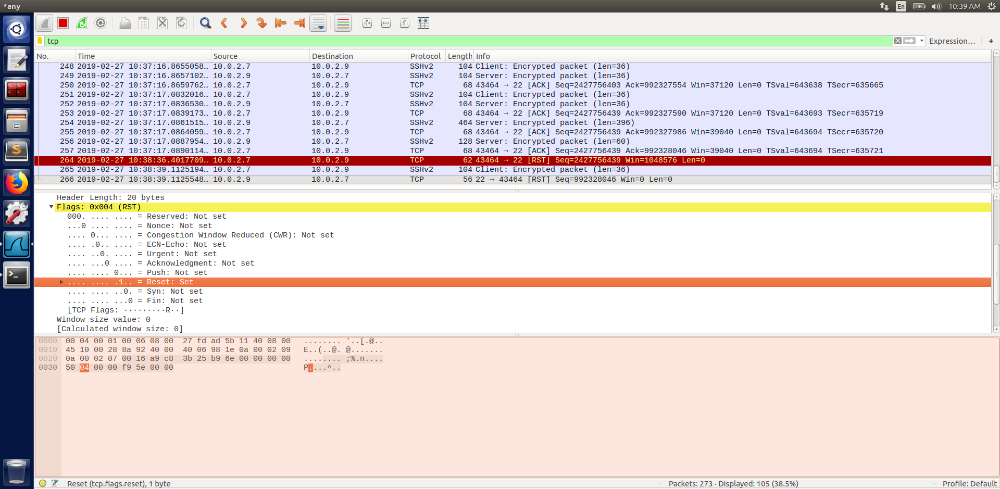 *any
En
10:39 AM
tcp
Expression…
+
No. Time Source Destination Protocol Length Info
248 2019-02-27 10:37:16.8655058… 10.0.2.7 10.0.2.9 SSHv2 104 Client: Encrypted packet (len=36)
249 2019-02-27 10:37:16.8657102… 10.0.2.9 10.0.2.7 SSHv2 104 Server: Encrypted packet (len=36)
250 2019-02-27 10:37:16.8659762… 10.0.2.7 10.0.2.9 TCP 68 43464 → 22 [ACK] Seq=2427756403 Ack=992327554 Win=37120 Len=0 TSval=643638 TSecr=635665
251 2019-02-27 10:37:17.0832016… 10.0.2.7 10.0.2.9 SSHv2 104 Client: Encrypted packet (len=36)
252 2019-02-27 10:37:17.0836530… 10.0.2.9 10.0.2.7 SSHv2 104 Server: Encrypted packet (len=36)
253 2019-02-27 10:37:17.0839173… 10.0.2.7 10.0.2.9 TCP 68 43464 → 22 [ACK] Seq=2427756439 Ack=992327590 Win=37120 Len=0 TSval=643693 TSecr=635719
254 2019-02-27 10:37:17.0861515… 10.0.2.9 10.0.2.7 SSHv2 464 Server: Encrypted packet (len=396)
255 2019-02-27 10:37:17.0864059… 10.0.2.7 10.0.2.9 TCP 68 43464 → 22 [ACK] Seq=2427756439 Ack=992327986 Win=39040 Len=0 TSval=643694 TSecr=635720
256 2019-02-27 10:37:17.0887954… 10.0.2.9 10.0.2.7 SSHv2 128 Server: Encrypted packet (len=60)
257 2019-02-27 10:37:17.0890114… 10.0.2.7 10.0.2.9 TCP 68 43464 → 22 [ACK] Seq=2427756439 Ack=992328046 Win=39040 Len=0 TSval=643694 TSecr=635721
264 2019-02-27 10:38:36.4017709… 10.0.2.7 10.0.2.9 TCP 62 43464 → 22 [RST] Seq=2427756439 Win=1048576 Len=0
265 2019-02-27 10:38:39.1125194… 10.0.2.7 10.0.2.9 SSHv2 104 Client: Encrypted packet (len=36)
266 2019-02-27 10:38:39.1125548… 10.0.2.9 10.0.2.7 TCP 56 22 → 43464 [RST] Seq=992328046 Win=0 Len=0
Header Length: 20 bytes
Flags: 0x004 (RST)
000. .... .... = Reserved: Not set
...0 .... .... = Nonce: Not set
.... 0... .... = Congestion Window Reduced (CWR): Not set
.... .0.. .... = ECN-Echo: Not set
.... ..0. .... = Urgent: Not set
.... ...0 .... = Acknowledgment: Not set
.... .... 0... = Push: Not set
.... .... .1.. = Reset: Set
.... .... ..0. = Syn: Not set
.... .... ...0 = Fin: Not set
[TCP Flags: ·········R··]
Window size value: 0
[Calculated window size: 0]
0000 00 04 00 01 00 06 08 00 27 fd ad 5b 11 40 08 00 ........ '..[.@..
0010 45 10 00 28 8a 92 40 00 40 06 98 1e 0a 00 02 09 E..(..@. @.......
0020 0a 00 02 07 00 16 a9 c8 3b 25 b9 6e 00 00 00 00 ........ ;%.n....
0030 50 04 00 00 f9 5e 00 00 P....^..
Reset (tcp.flags.reset), 1 byte
Packets: 273 · Displayed: 105 (38.5%)
Profile: Default